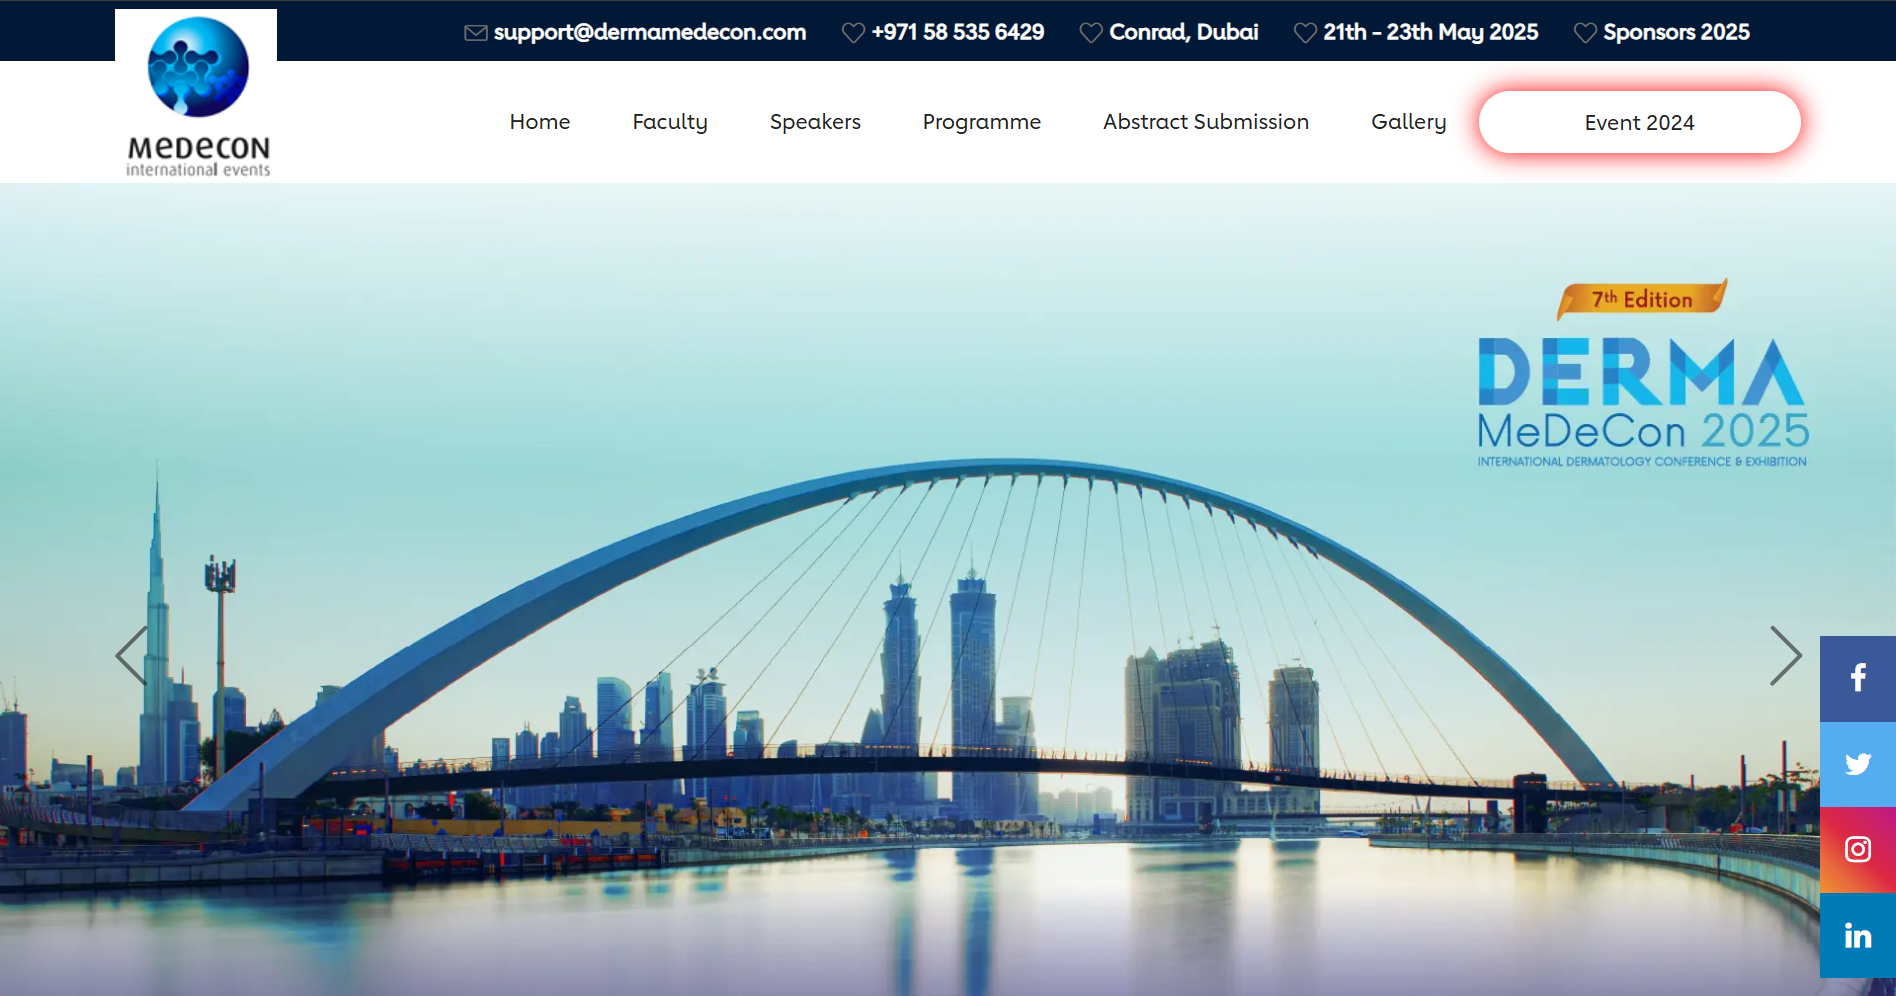 support@dermamedecon.com +971 58 535 6429 Conrad, Dubai 21th - 23th May 2025 Sponsors 2025
MeDeCON
international events
Home Faculty Speakers Programme Abstract Submission Gallery Event 2024
7th Edition
DERMA
MeDeCon 2025
INTERNATIONAL DERMATOLOGY CONFERENCE & EXHIBITION